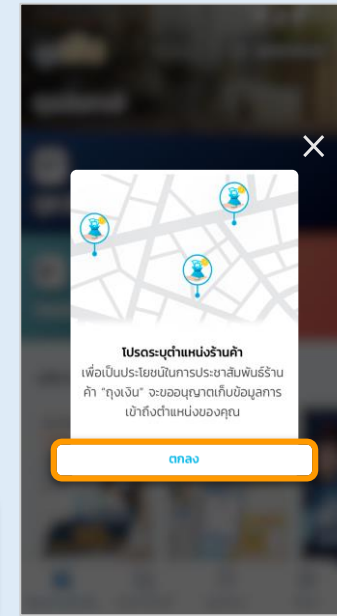 โปรดระบุตำแหน่งร้านค้า
เพื่อเป็นประโยชน์ในการประชาสัมพันธ์ร้าน
ค้า "ถุงเงิน" จะขออนุญาตเก็บข้อมูลการ
เข้าถึงตำแหน่งของคุณ
ตกลง